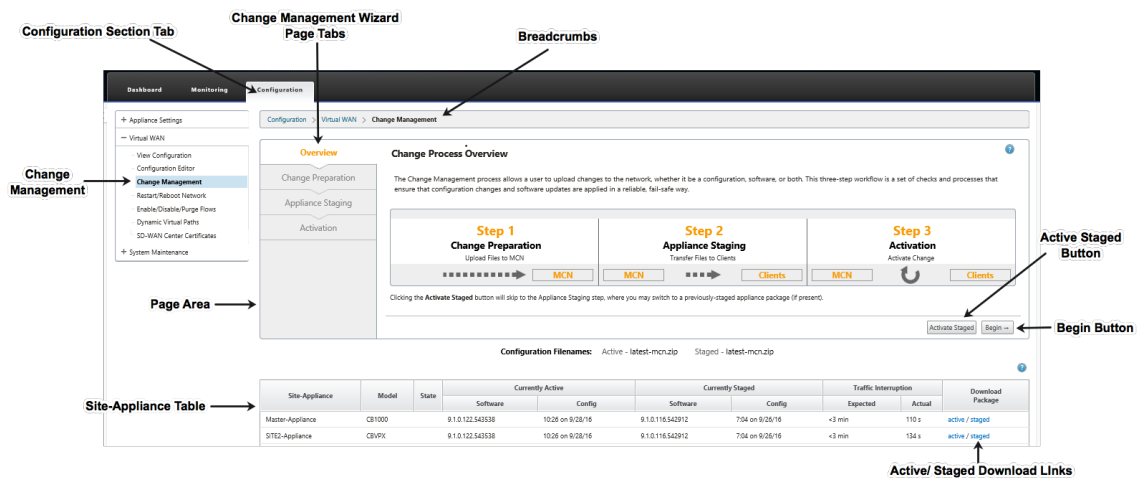 Change Management Wizard
Page Tabs
Configuration Section Tab
Breadcrumbs
Dashboard Monitoring Configuration
+ Appliance Settings
Configuration > Virtual WAN > Change Management
− Virtual WAN
View Configuration
Configuration Editor
Change Management
Restart/Reboot Network
Enable/Disable/Purge Flows
Dynamic Virtual Paths
SD-WAN Center Certificates
+ System Maintenance
Change
Management
Overview
Change Preparation
Appliance Staging
Activation
Change Process Overview
?
The Change Management process allows a user to upload changes to the network, whether it be a configuration, software, or both. This three-step workflow is a set of checks and processes that
ensure that configuration changes and software updates are applied in a reliable, fail-safe way.
Step 1
Change Preparation
Upload Files to MCN
MCN
Step 2
Appliance Staging
Transfer Files to Clients
MCN Clients
Step 3
Activation
Activate Change
MCN Clients
Active Staged
Button
Page Area
Clicking the Activate Staged button will skip to the Appliance Staging step, where you may switch to a previously-staged appliance package (if present).
Activate Staged Begin →
Begin Button
Configuration Filenames: Active - latest-mcn.zip Staged - latest-mcn.zip
?
Site-Appliance Table
Site-Appliance Model State Currently Active Currently Staged Traffic Interruption Download
Package
Software Config Software Config Expected Actual
Master-Appliance CB1000 9.1.0.122.543538 10:26 on 9/28/16 9.1.0.116.542912 7:04 on 9/26/16 <3 min 110 s active / staged
SITE2-Appliance CBVPX 9.1.0.122.543538 10:26 on 9/28/16 9.1.0.116.542912 7:04 on 9/26/16 <3 min 134 s active / staged
Active/ Staged Download LInks